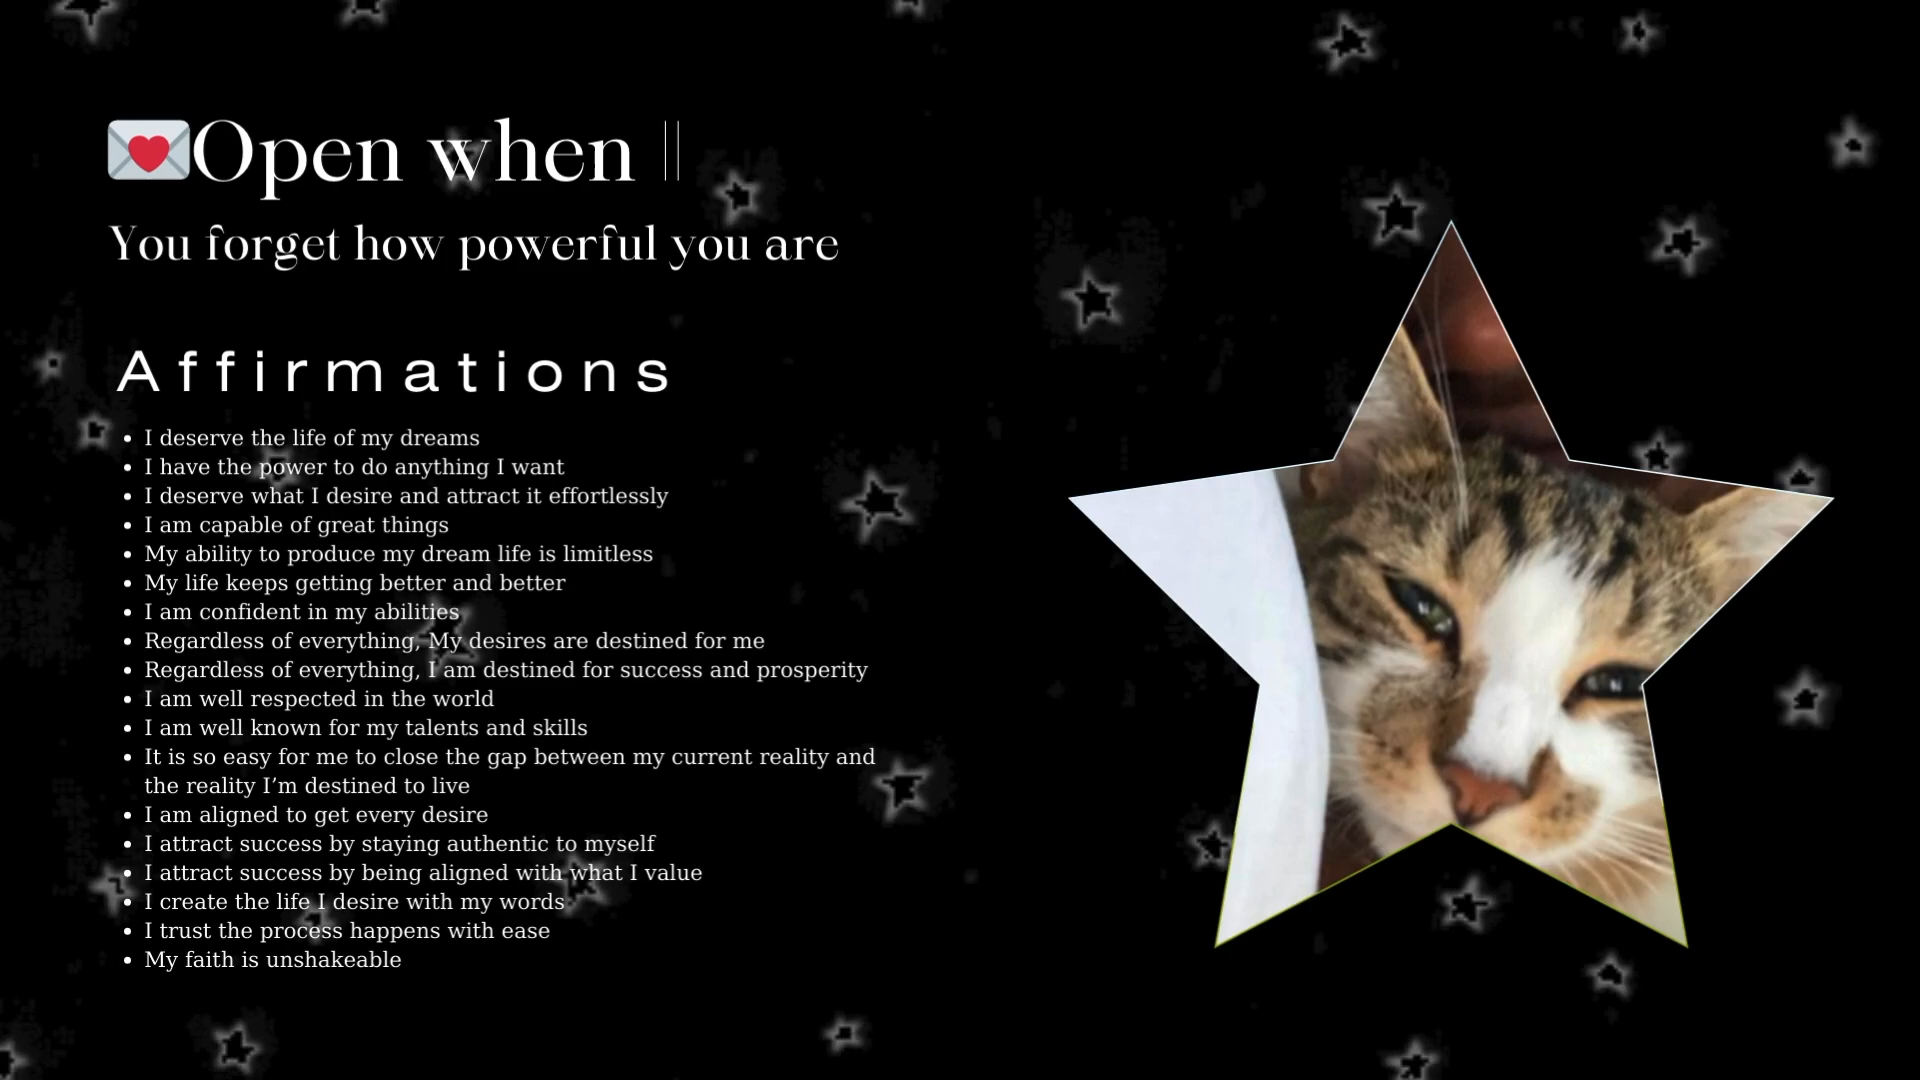 💌Open when ||
You forget how powerful you are
Affirmations
• I deserve the life of my dreams
• I have the power to do anything I want
• I deserve what I desire and attract it effortlessly
• I am capable of great things
• My ability to produce my dream life is limitless
• My life keeps getting better and better
• I am confident in my abilities
• Regardless of everything, My desires are destined for me
• Regardless of everything, I am destined for success and prosperity
• I am well respected in the world
• I am well known for my talents and skills
• It is so easy for me to close the gap between my current reality and
the reality I’m destined to live
• I am aligned to get every desire
• I attract success by staying authentic to myself
• I attract success by being aligned with what I value
• I create the life I desire with my words
• I trust the process happens with ease
• My faith is unshakeable